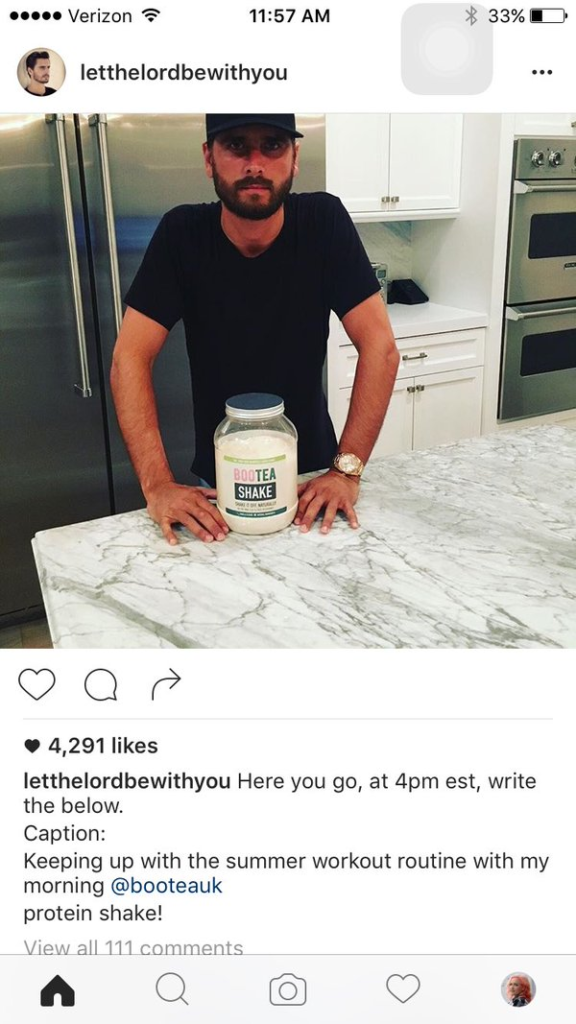 Verizon 11:57 AM 33%
letthelordbewithyou
BOOTEA
SHAKE
4,291 likes
letthelordbewithyou Here you go, at 4pm est, write
the below.
Caption:
Keeping up with the summer workout routine with my
morning @booteauk
protein shake!
View all 111 comments